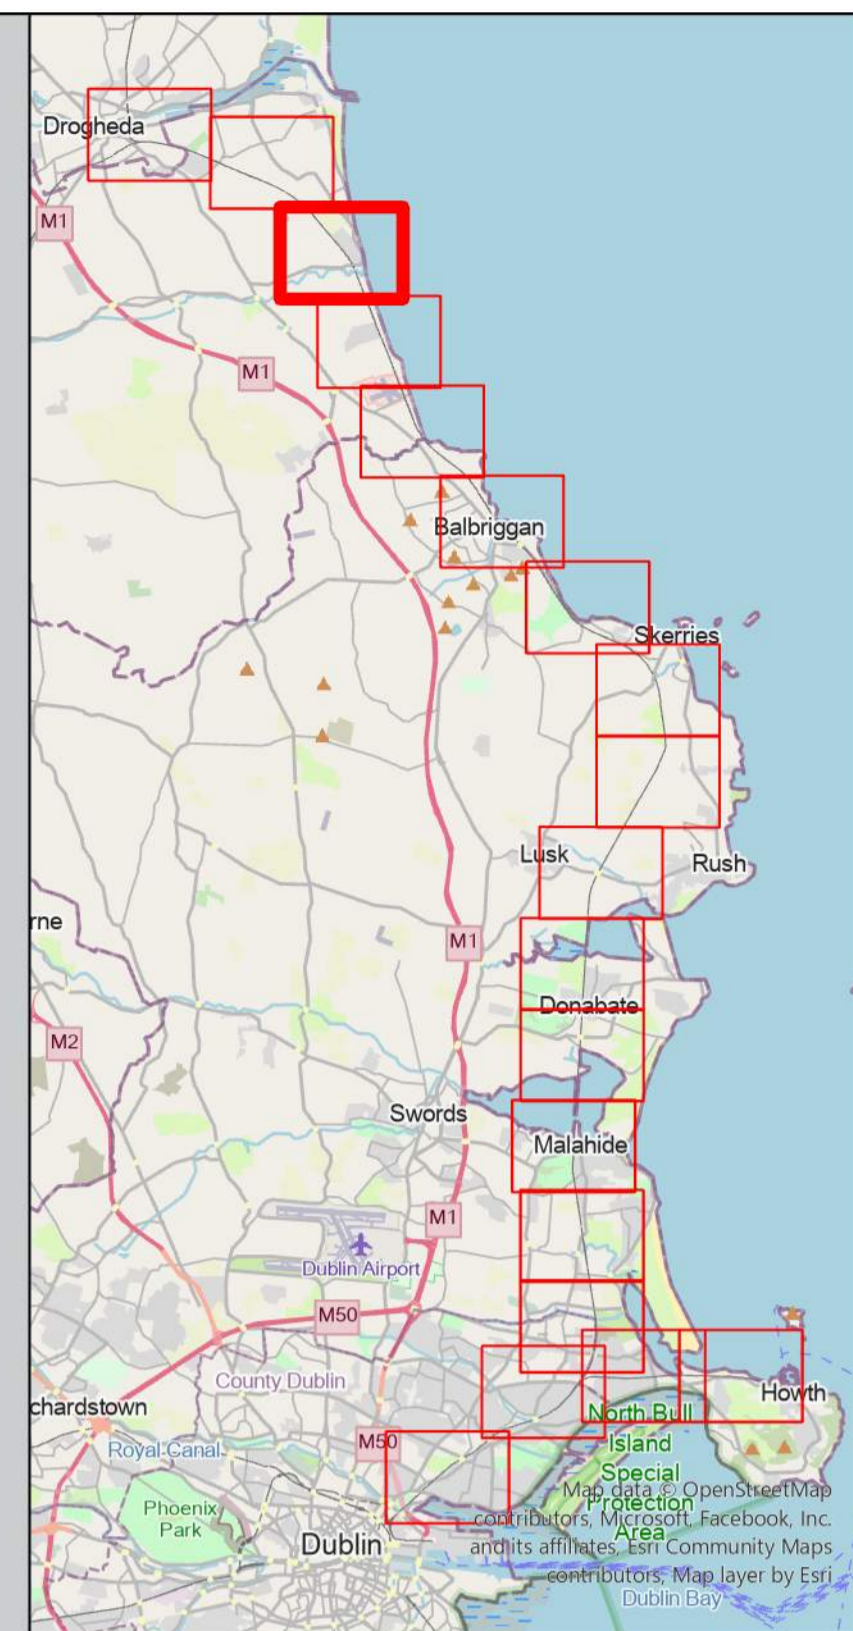 Drogheda
M1
M1
Balbriggan
Skerries
Lusk
Rush
rne
M1
Donabate
M2
Swords
Malahide
M1
Dublin Airport
M50
County Dublin
chardstown
Howth
North Bull
Island
Special
Protection
Area
M50
Royal Canal
Phoenix
Park
Dublin
Map data © OpenStreetMap
contributors, Microsoft, Facebook, Inc.
and its affiliates, Esri Community Maps
contributors, Map layer by Esri
Dublin Bay